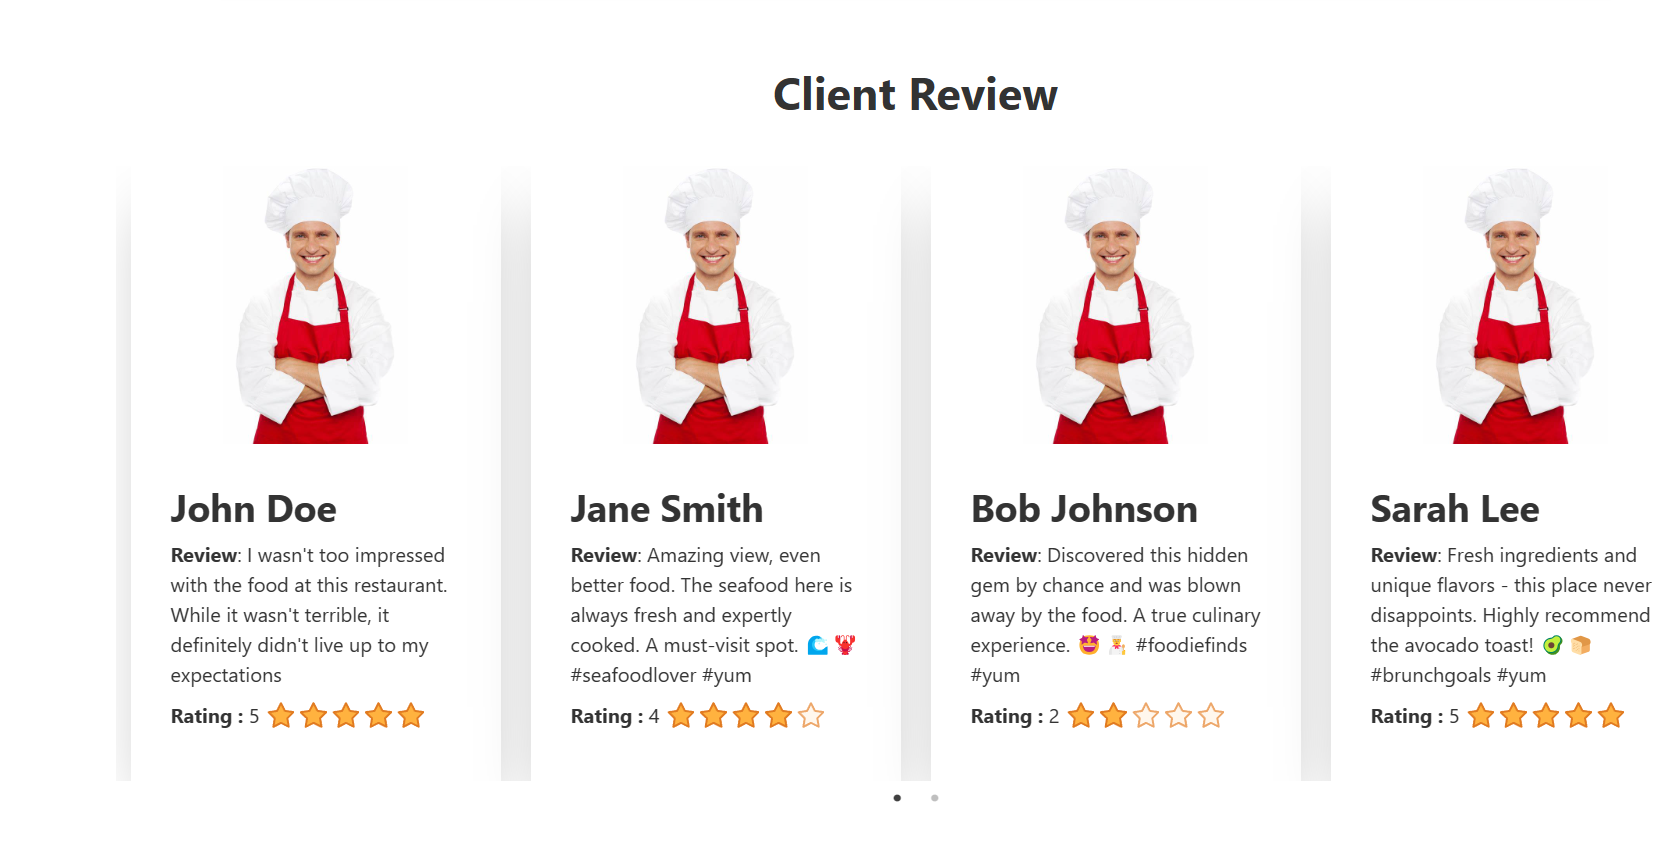 Client Review
John Doe
Review: I wasn't too impressed
with the food at this restaurant.
While it wasn't terrible, it
definitely didn't live up to my
expectations
Rating : 5
Jane Smith
Review: Amazing view, even
better food. The seafood here is
always fresh and expertly
cooked. A must-visit spot. 🌊 🦞
#seafoodlover #yum
Rating : 4
Bob Johnson
Review: Discovered this hidden
gem by chance and was blown
away by the food. A true culinary
experience. 🤩 👨‍🍳 #foodiefinds
#yum
Rating : 2
Sarah Lee
Review: Fresh ingredients and
unique flavors - this place never
disappoints. Highly recommend
the avocado toast! 🥑 🍞
#brunchgoals #yum
Rating : 5